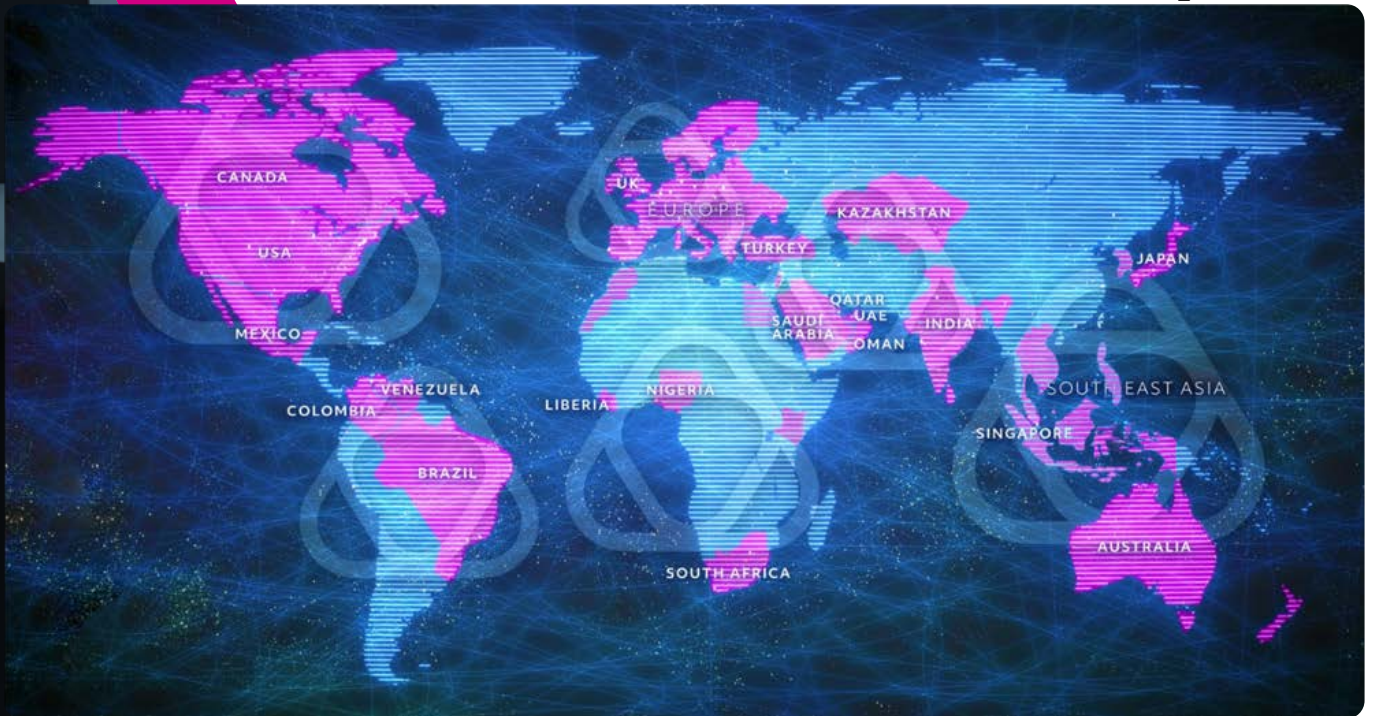 CANADA
UK
EUROPE
KAZAKHSTAN
USA
TURKEY
JAPAN
QATAR
UAE
SAUDI
ARABIA
INDIA
MEXICO
OMAN
VENEZUELA
NIGERIA
SOUTH EAST ASIA
COLOMBIA
LIBERIA
SINGAPORE
BRAZIL
AUSTRALIA
SOUTH AFRICA